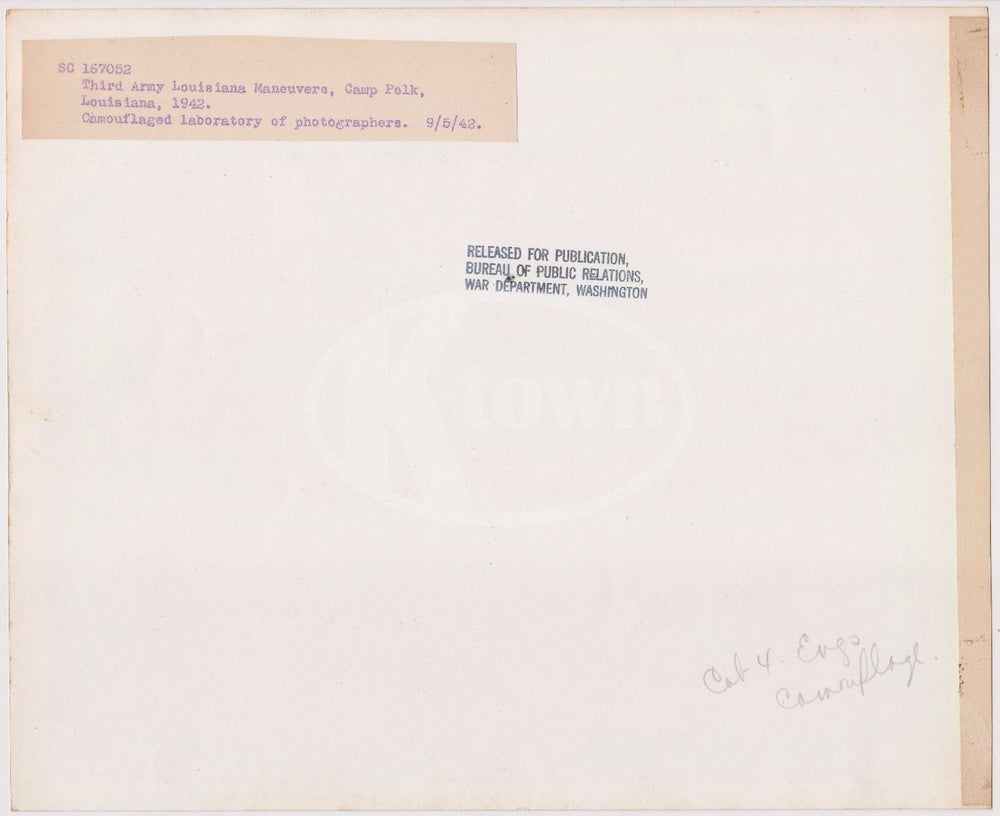 SC 167052
Third Army Louisiana Maneuvers, Camp Polk,
Louisiana, 1942.
Camouflaged laboratory of photographers. 9/5/42.
RELEASED FOR PUBLICATION,
BUREAU OF PUBLIC RELATIONS,
WAR DEPARTMENT, WASHINGTON
K-town
Cab 4. Engs
Camouflage.